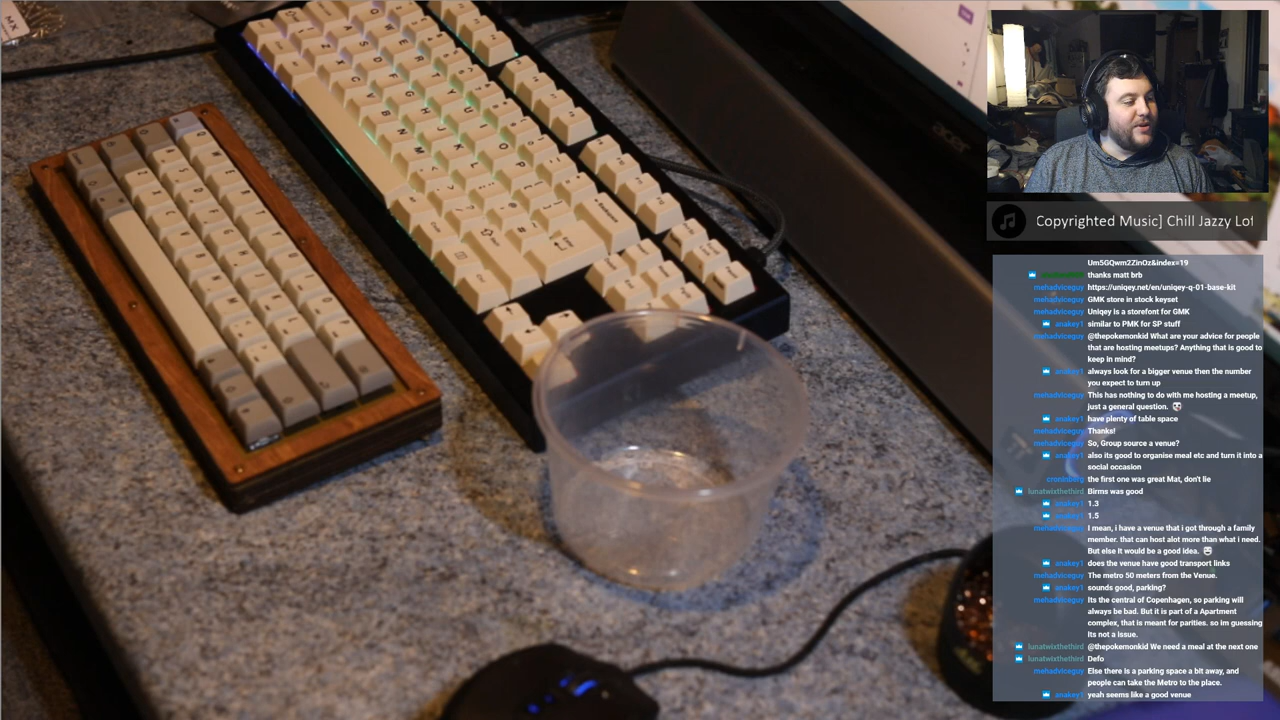 MX
acer
Copyrighted Music] Chill Jazzy Lof
Um5GQwm2ZinOz&index=19
thanks matt brb
mehadviceguy https://uniqey.net/en/uniqey-q-01-base-kit
mehadviceguy GMK store in stock keyset
mehadviceguy Uniqey is a storefont for GMK
anakey1 similar to PMK for SP stuff
mehadviceguy @thepokemonkid What are your advice for people
that are hosting meetups? Anything that is good to
keep in mind?
anakey1 always look for a bigger venue then the number
you expect to turn up
mehadviceguy This has nothing to do with me hosting a meetup,
just a general question.
anakey1 have plenty of table space
mehadviceguy Thanks!
mehadviceguy So, Group source a venue?
anakey1 also its good to organise meal etc and turn it into a
social occasion
croninberg the first one was great Mat, don't lie
lunatwixthethird Birms was good
anakey1 1.3
anakey1 1.5
mehadviceguy I mean, i have a venue that i got through a family
member. that can host alot more than what i need.
But else It would be a good idea.
anakey1 does the venue have good transport links
mehadviceguy The metro 50 meters from the Venue.
anakey1 sounds good, parking?
mehadviceguy Its the central of Copenhagen, so parking will
always be bad. But it is part of a Apartment
complex, that is meant for parities. so im guessing
its not a issue.
lunatwixthethird @thepokemonkid We need a meal at the next one
lunatwixthethird Defo
mehadviceguy Else there is a parking space a bit away, and
people can take the Metro to the place.
anakey1 yeah seems like a good venue